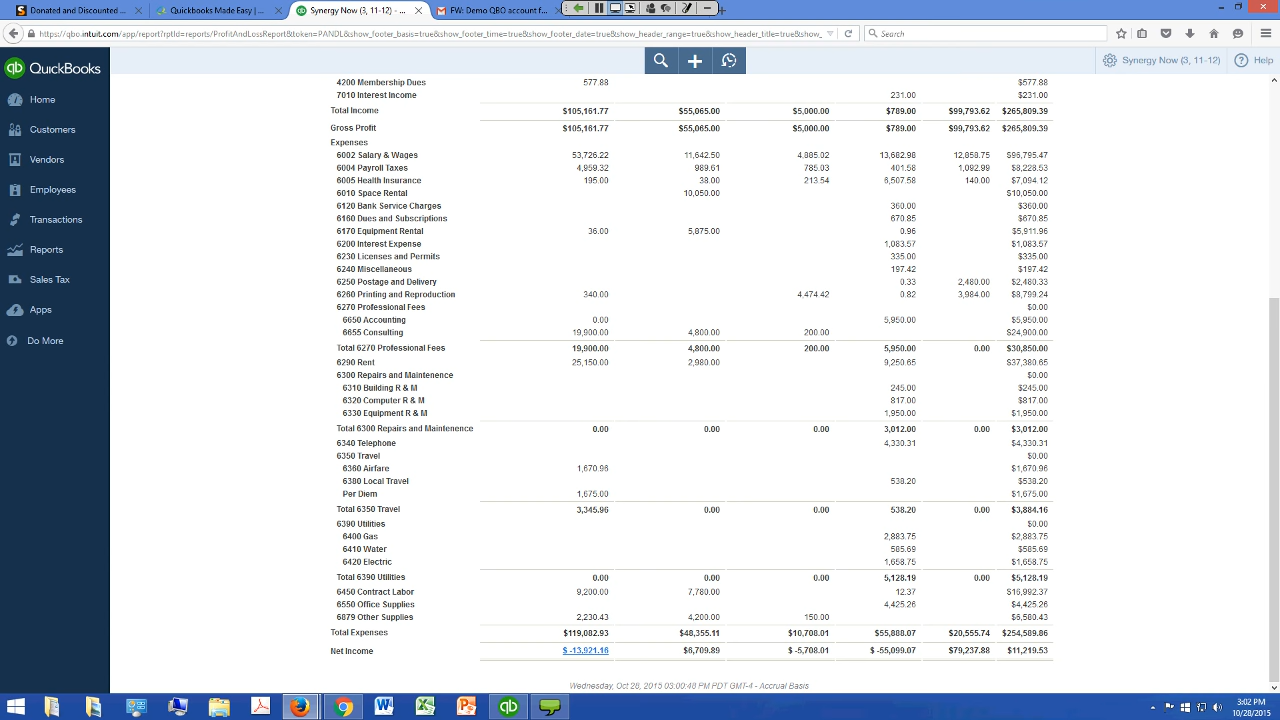 Donated and Discounted ...
Quickbooks Made Easy | ...
Synergy Now (3, 11-12) - ...
FW: Demo QBO account f...
https://qbo.intuit.com/app/report?rptId=reports/ProfitAndLossReport&token=PANDL&show_footer_basis=true&show_footer_time=true&show_footer_date=true&show_header_range=true&show_header_title=true&show_
Search
QuickBooks
Synergy Now (3, 11-12)
Help
Home
Customers
Vendors
Employees
Transactions
Reports
Sales Tax
Apps
Do More
4200 Membership Dues 577.88 $577.88
7010 Interest Income 231.00 $231.00
Total Income $105,161.77 $55,065.00 $5,000.00 $789.00 $99,793.62 $265,809.39
Gross Profit $105,161.77 $55,065.00 $5,000.00 $789.00 $99,793.62 $265,809.39
Expenses
6002 Salary & Wages 53,726.22 11,642.50 4,885.02 13,682.98 12,858.75 $96,795.47
6004 Payroll Taxes 4,959.32 989.61 785.03 401.58 1,092.99 $8,228.53
6005 Health Insurance 195.00 38.00 213.54 6,507.58 140.00 $7,094.12
6010 Space Rental 10,050.00 $10,050.00
6120 Bank Service Charges 360.00 $360.00
6160 Dues and Subscriptions 670.85 $670.85
6170 Equipment Rental 36.00 5,875.00 0.96 $5,911.96
6200 Interest Expense 1,083.57 $1,083.57
6230 Licenses and Permits 335.00 $335.00
6240 Miscellaneous 197.42 $197.42
6250 Postage and Delivery 0.33 2,480.00 $2,480.33
6260 Printing and Reproduction 340.00 4,474.42 0.82 3,984.00 $8,799.24
6270 Professional Fees $0.00
6650 Accounting 0.00 5,950.00 $5,950.00
6655 Consulting 19,900.00 4,800.00 200.00 $24,900.00
Total 6270 Professional Fees 19,900.00 4,800.00 200.00 5,950.00 0.00 $30,850.00
6290 Rent 25,150.00 2,980.00 9,250.65 $37,380.65
6300 Repairs and Maintenence $0.00
6310 Building R & M 245.00 $245.00
6320 Computer R & M 817.00 $817.00
6330 Equipment R & M 1,950.00 $1,950.00
Total 6300 Repairs and Maintenence 0.00 0.00 0.00 3,012.00 0.00 $3,012.00
6340 Telephone 4,330.31 $4,330.31
6350 Travel $0.00
6360 Airfare 1,670.96 $1,670.96
6380 Local Travel 538.20 $538.20
Per Diem 1,675.00 $1,675.00
Total 6350 Travel 3,345.96 0.00 0.00 538.20 0.00 $3,884.16
6390 Utilities $0.00
6400 Gas 2,883.75 $2,883.75
6410 Water 585.69 $585.69
6420 Electric 1,658.75 $1,658.75
Total 6390 Utilities 0.00 0.00 0.00 5,128.19 0.00 $5,128.19
6450 Contract Labor 9,200.00 7,780.00 12.37 $16,992.37
6550 Office Supplies 4,425.26 $4,425.26
6879 Other Supplies 2,230.43 4,200.00 150.00 $6,580.43
Total Expenses $119,082.93 $48,355.11 $10,708.01 $55,888.07 $20,555.74 $254,589.86
Net Income $ -13,921.16 $6,709.89 $ -5,708.01 $ -55,099.07 $79,237.88 $11,219.53
Wednesday, Oct 28, 2015 03:00:48 PM PDT GMT-4 - Accrual Basis
3:02 PM
10/28/2015